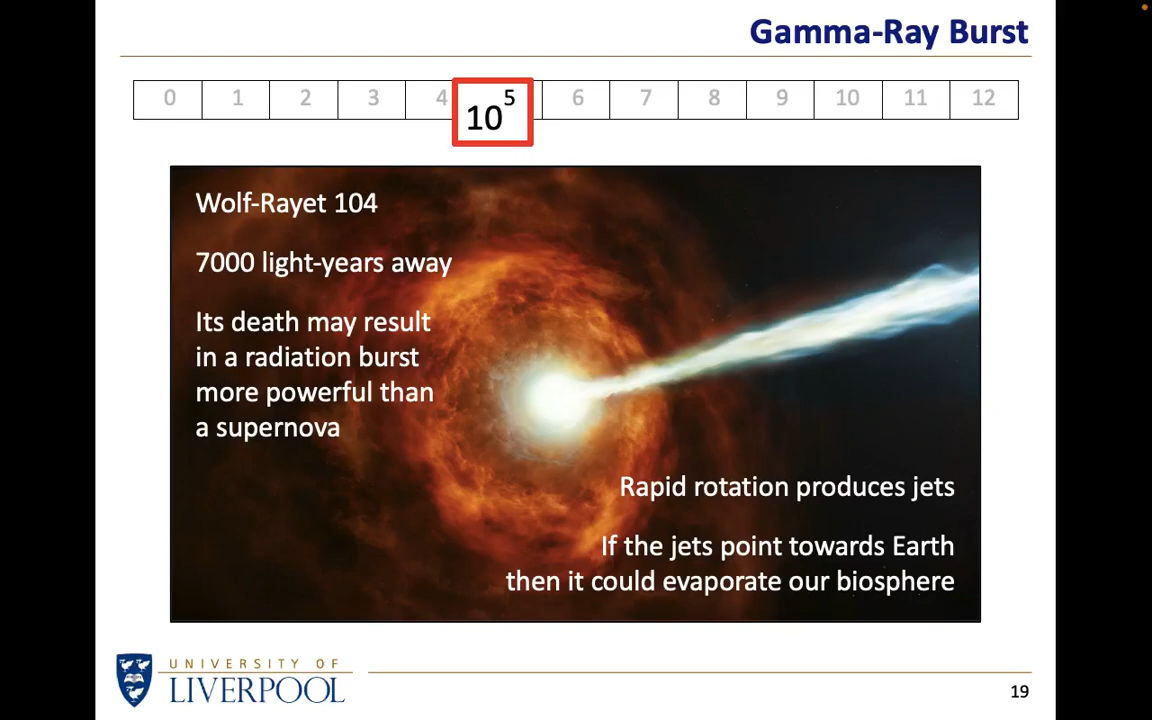 Gamma-Ray Burst
0 1 2 3 4 10⁵ 6 7 8 9 10 11 12
Wolf-Rayet 104
7000 light-years away
Its death may result
in a radiation burst
more powerful than
a supernova
Rapid rotation produces jets
If the jets point towards Earth
then it could evaporate our biosphere
UNIVERSITY OF
LIVERPOOL
19